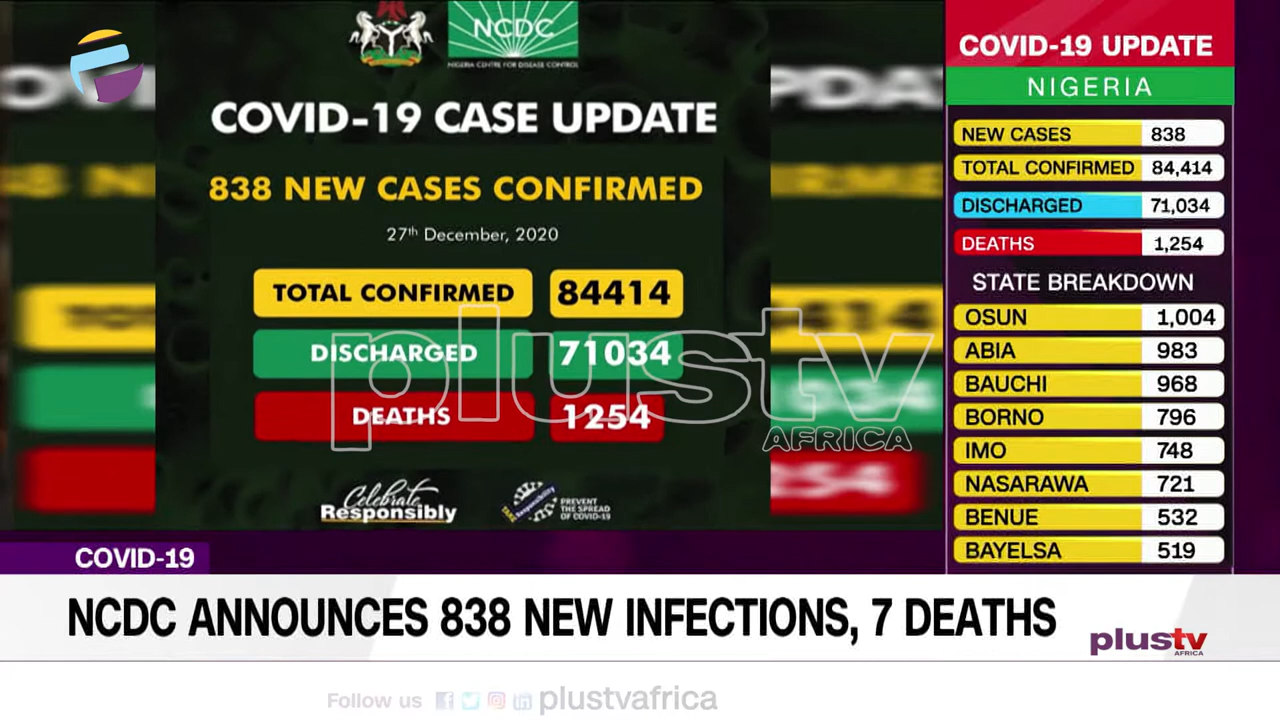 NCDC
NIGERIA CENTRE FOR DISEASE CONTROL
COVID-19 CASE UPDATE
838 NEW CASES CONFIRMED
27th December, 2020
TOTAL CONFIRMED 84414
DISCHARGED 71034
DEATHS 1254
plustv
AFRICA
Celebrate
Responsibly
TAKE Responsibility
PREVENT
THE SPREAD
OF COVID-19
COVID-19 UPDATE
NIGERIA
NEW CASES 838
TOTAL CONFIRMED 84,414
DISCHARGED 71,034
DEATHS 1,254
STATE BREAKDOWN
OSUN 1,004
ABIA 983
BAUCHI 968
BORNO 796
IMO 748
NASARAWA 721
BENUE 532
BAYELSA 519
COVID-19
NCDC ANNOUNCES 838 NEW INFECTIONS, 7 DEATHS
plustv
AFRICA
Follow us plustvafrica